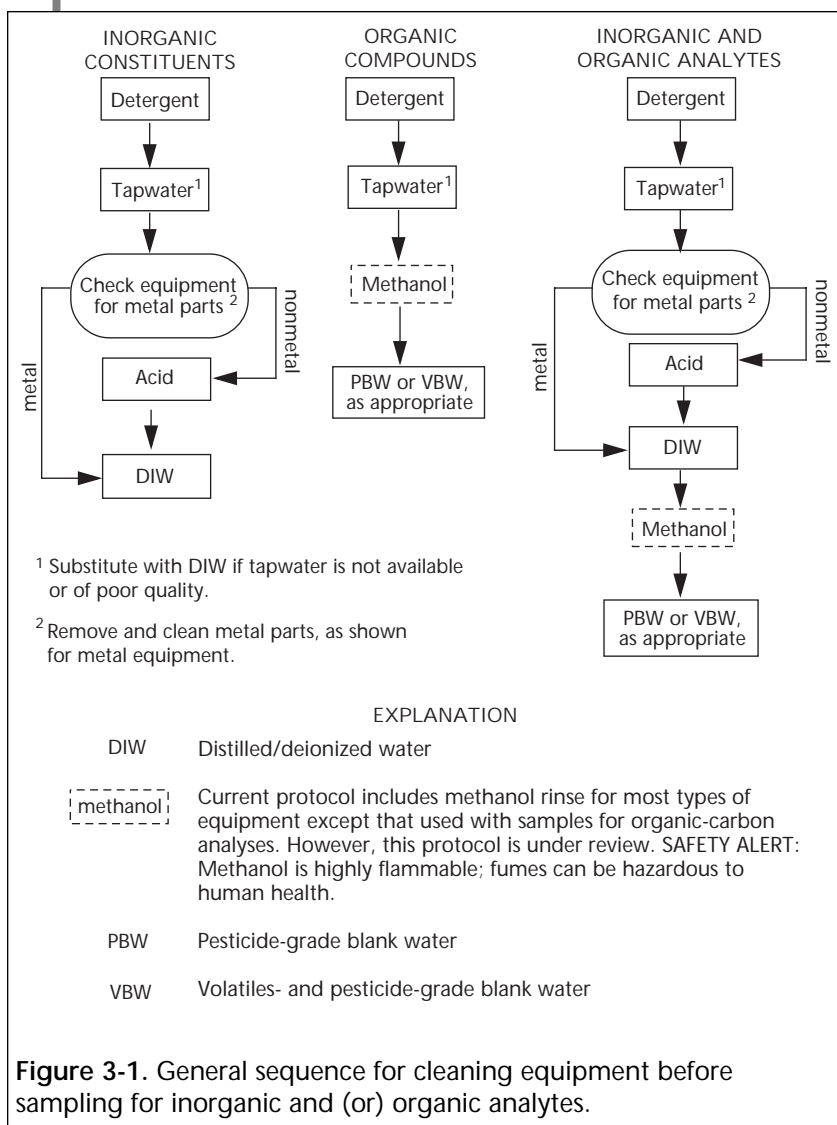 INORGANIC
CONSTITUENTS
Detergent
Tapwater1
Check equipment
for metal parts 2
metal
nonmetal
Acid
DIW
ORGANIC
COMPOUNDS
Detergent
Tapwater1
Methanol
PBW or VBW,
as appropriate
INORGANIC AND
ORGANIC ANALYTES
Detergent
Tapwater1
Check equipment
for metal parts 2
metal
nonmetal
Acid
DIW
Methanol
PBW or VBW,
as appropriate
1 Substitute with DIW if tapwater is not available
or of poor quality.
2 Remove and clean metal parts, as shown
for metal equipment.
EXPLANATION
DIW Distilled/deionized water
methanol Current protocol includes methanol rinse for most types of
equipment except that used with samples for organic-carbon
analyses. However, this protocol is under review. SAFETY ALERT:
Methanol is highly flammable; fumes can be hazardous to
human health.
PBW Pesticide-grade blank water
VBW Volatiles- and pesticide-grade blank water
Figure 3-1. General sequence for cleaning equipment before
sampling for inorganic and (or) organic analytes.